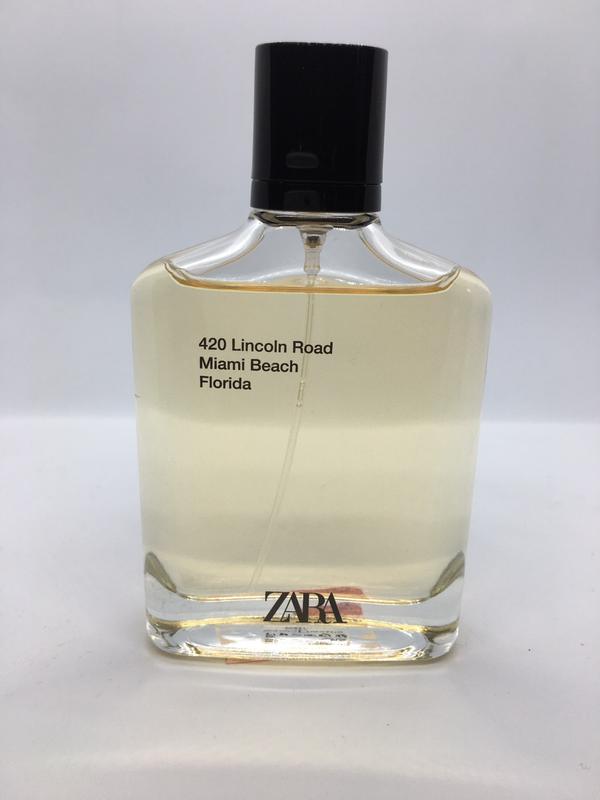 420 Lincoln Road
Miami Beach
Florida
ZARA